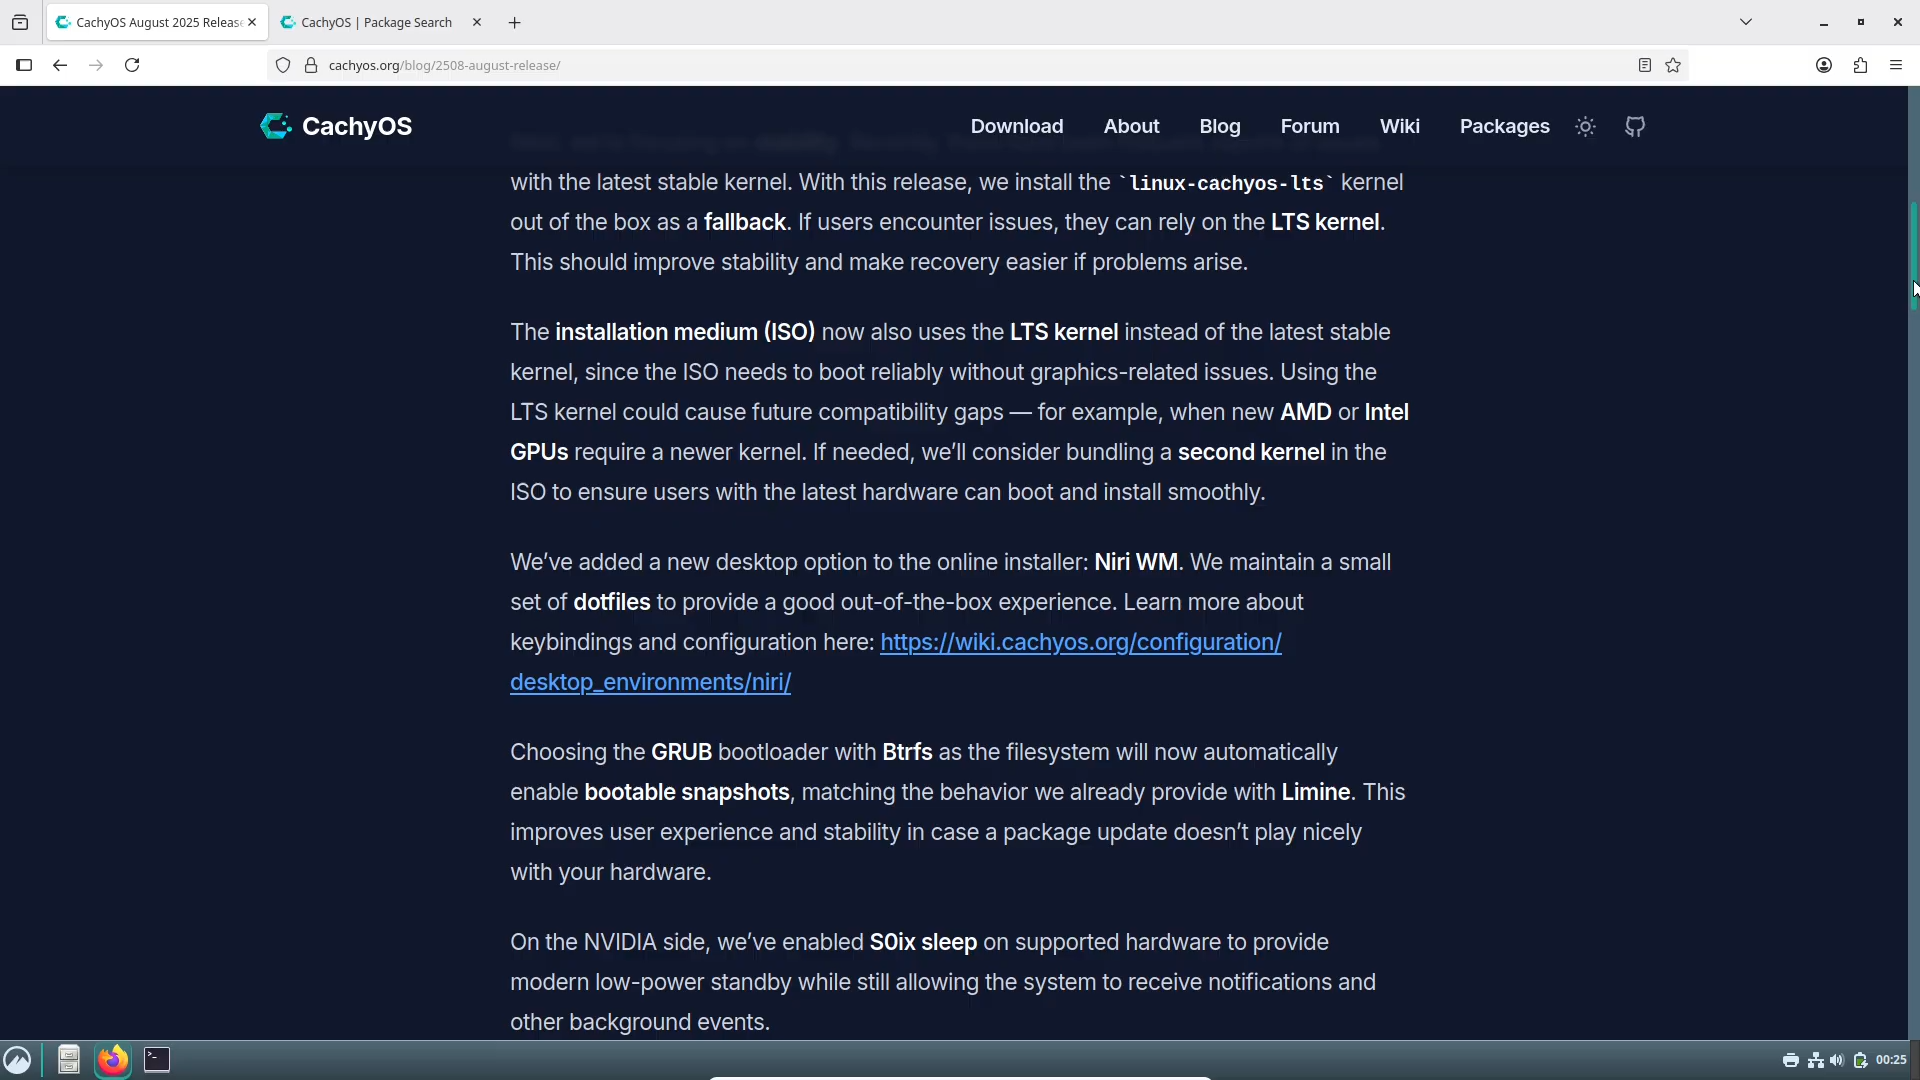 CachyOS August 2025 Releas
CachyOS | Package Search
cachyos.org/blog/2508-august-release/
CachyOS
Download
About
Blog
Forum
Wiki
Packages
with the latest stable kernel. With this release, we install the `linux-cachyos-lts` kernel
out of the box as a fallback. If users encounter issues, they can rely on the LTS kernel.
This should improve stability and make recovery easier if problems arise.
The installation medium (ISO) now also uses the LTS kernel instead of the latest stable
kernel, since the ISO needs to boot reliably without graphics-related issues. Using the
LTS kernel could cause future compatibility gaps — for example, when new AMD or Intel
GPUs require a newer kernel. If needed, we’ll consider bundling a second kernel in the
ISO to ensure users with the latest hardware can boot and install smoothly.
We’ve added a new desktop option to the online installer: Niri WM. We maintain a small
set of dotfiles to provide a good out-of-the-box experience. Learn more about
keybindings and configuration here: https://wiki.cachyos.org/configuration/
desktop_environments/niri/
Choosing the GRUB bootloader with Btrfs as the filesystem will now automatically
enable bootable snapshots, matching the behavior we already provide with Limine. This
improves user experience and stability in case a package update doesn’t play nicely
with your hardware.
On the NVIDIA side, we’ve enabled S0ix sleep on supported hardware to provide
modern low-power standby while still allowing the system to receive notifications and
other background events.
00:25